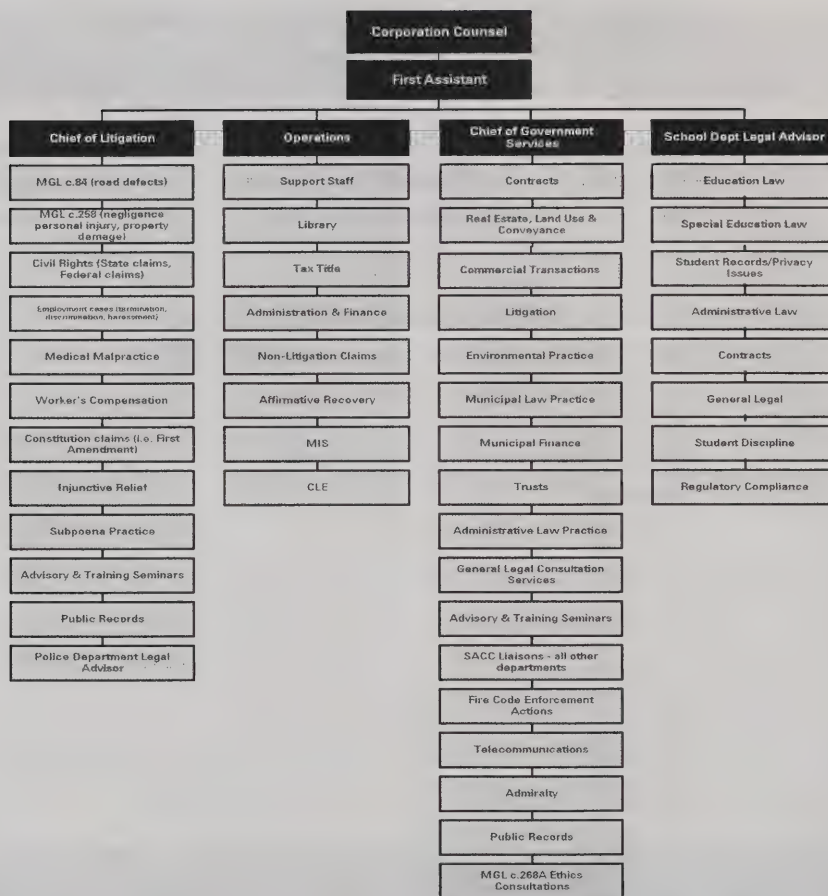 Corporation Counsel
First Assistant
Chief of Litigation
MGL c.84 (road defects)
MGL c.258 (negligence
personal injury, property
damage)
Civil Rights (State claims,
Federal claims)
Employment cases (termination,
discrimination, harassment)
Medical Malpractice
Worker's Compensation
Constitution claims (i.e. First
Amendment)
Injunctive Relief
Subpoena Practice
Advisory & Training Seminars
Public Records
Police Department Legal
Advisor
Operations
Support Staff
Library
Tax Title
Administration & Finance
Non-Litigation Claims
Affirmative Recovery
MIS
CLE
Chief of Government
Services
Contracts
Real Estate, Land Use &
Conveyance
Commercial Transactions
Litigation
Environmental Practice
Municipal Law Practice
Municipal Finance
Trusts
Administrative Law Practice
General Legal Consultation
Services
Advisory & Training Seminars
SACC Liaisons - all other
departments
Fire Code Enforcement
Actions
Telecommunications
Admiralty
Public Records
MGL c.268A Ethics
Consultations
School Dept Legal Advisor
Education Law
Special Education Law
Student Records/Privacy
Issues
Administrative Law
Contracts
General Legal
Student Discipline
Regulatory Compliance